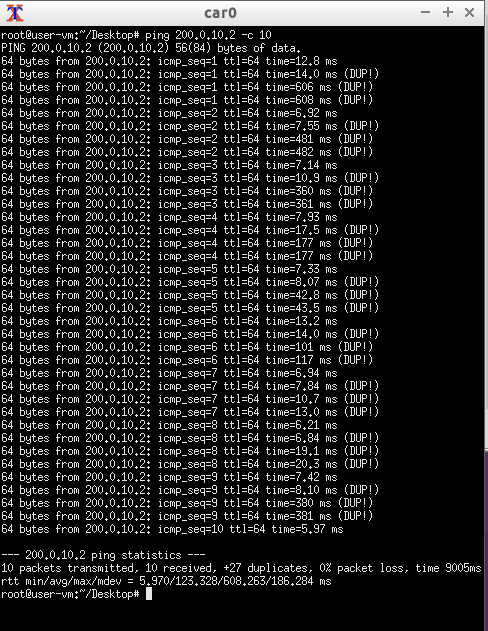 car0
root@user-vm:~/Desktop# ping 200.0.10.2 -c 10
PING 200.0.10.2 (200.0.10.2) 56(84) bytes of data.
64 bytes from 200.0.10.2: icmp_seq=1 ttl=64 time=12.8 ms
64 bytes from 200.0.10.2: icmp_seq=1 ttl=64 time=14.0 ms (DUP!)
64 bytes from 200.0.10.2: icmp_seq=1 ttl=64 time=606 ms (DUP!)
64 bytes from 200.0.10.2: icmp_seq=1 ttl=64 time=608 ms (DUP!)
64 bytes from 200.0.10.2: icmp_seq=2 ttl=64 time=6.92 ms
64 bytes from 200.0.10.2: icmp_seq=2 ttl=64 time=7.55 ms (DUP!)
64 bytes from 200.0.10.2: icmp_seq=2 ttl=64 time=481 ms (DUP!)
64 bytes from 200.0.10.2: icmp_seq=2 ttl=64 time=482 ms (DUP!)
64 bytes from 200.0.10.2: icmp_seq=3 ttl=64 time=7.14 ms
64 bytes from 200.0.10.2: icmp_seq=3 ttl=64 time=10.9 ms (DUP!)
64 bytes from 200.0.10.2: icmp_seq=3 ttl=64 time=360 ms (DUP!)
64 bytes from 200.0.10.2: icmp_seq=3 ttl=64 time=361 ms (DUP!)
64 bytes from 200.0.10.2: icmp_seq=4 ttl=64 time=7.93 ms
64 bytes from 200.0.10.2: icmp_seq=4 ttl=64 time=17.5 ms (DUP!)
64 bytes from 200.0.10.2: icmp_seq=4 ttl=64 time=177 ms (DUP!)
64 bytes from 200.0.10.2: icmp_seq=4 ttl=64 time=177 ms (DUP!)
64 bytes from 200.0.10.2: icmp_seq=5 ttl=64 time=7.33 ms
64 bytes from 200.0.10.2: icmp_seq=5 ttl=64 time=8.07 ms (DUP!)
64 bytes from 200.0.10.2: icmp_seq=5 ttl=64 time=42.8 ms (DUP!)
64 bytes from 200.0.10.2: icmp_seq=5 ttl=64 time=43.5 ms (DUP!)
64 bytes from 200.0.10.2: icmp_seq=6 ttl=64 time=13.2 ms
64 bytes from 200.0.10.2: icmp_seq=6 ttl=64 time=14.0 ms (DUP!)
64 bytes from 200.0.10.2: icmp_seq=6 ttl=64 time=101 ms (DUP!)
64 bytes from 200.0.10.2: icmp_seq=6 ttl=64 time=117 ms (DUP!)
64 bytes from 200.0.10.2: icmp_seq=7 ttl=64 time=6.94 ms
64 bytes from 200.0.10.2: icmp_seq=7 ttl=64 time=7.84 ms (DUP!)
64 bytes from 200.0.10.2: icmp_seq=7 ttl=64 time=10.7 ms (DUP!)
64 bytes from 200.0.10.2: icmp_seq=7 ttl=64 time=13.0 ms (DUP!)
64 bytes from 200.0.10.2: icmp_seq=8 ttl=64 time=6.21 ms
64 bytes from 200.0.10.2: icmp_seq=8 ttl=64 time=6.84 ms (DUP!)
64 bytes from 200.0.10.2: icmp_seq=8 ttl=64 time=19.1 ms (DUP!)
64 bytes from 200.0.10.2: icmp_seq=8 ttl=64 time=20.3 ms (DUP!)
64 bytes from 200.0.10.2: icmp_seq=9 ttl=64 time=7.42 ms
64 bytes from 200.0.10.2: icmp_seq=9 ttl=64 time=8.10 ms (DUP!)
64 bytes from 200.0.10.2: icmp_seq=9 ttl=64 time=380 ms (DUP!)
64 bytes from 200.0.10.2: icmp_seq=9 ttl=64 time=381 ms (DUP!)
64 bytes from 200.0.10.2: icmp_seq=10 ttl=64 time=5.97 ms
--- 200.0.10.2 ping statistics ---
10 packets transmitted, 10 received, +27 duplicates, 0% packet loss, time 9005ms
rtt min/avg/max/mdev = 5.970/123.328/608.263/186.284 ms
root@user-vm:~/Desktop#